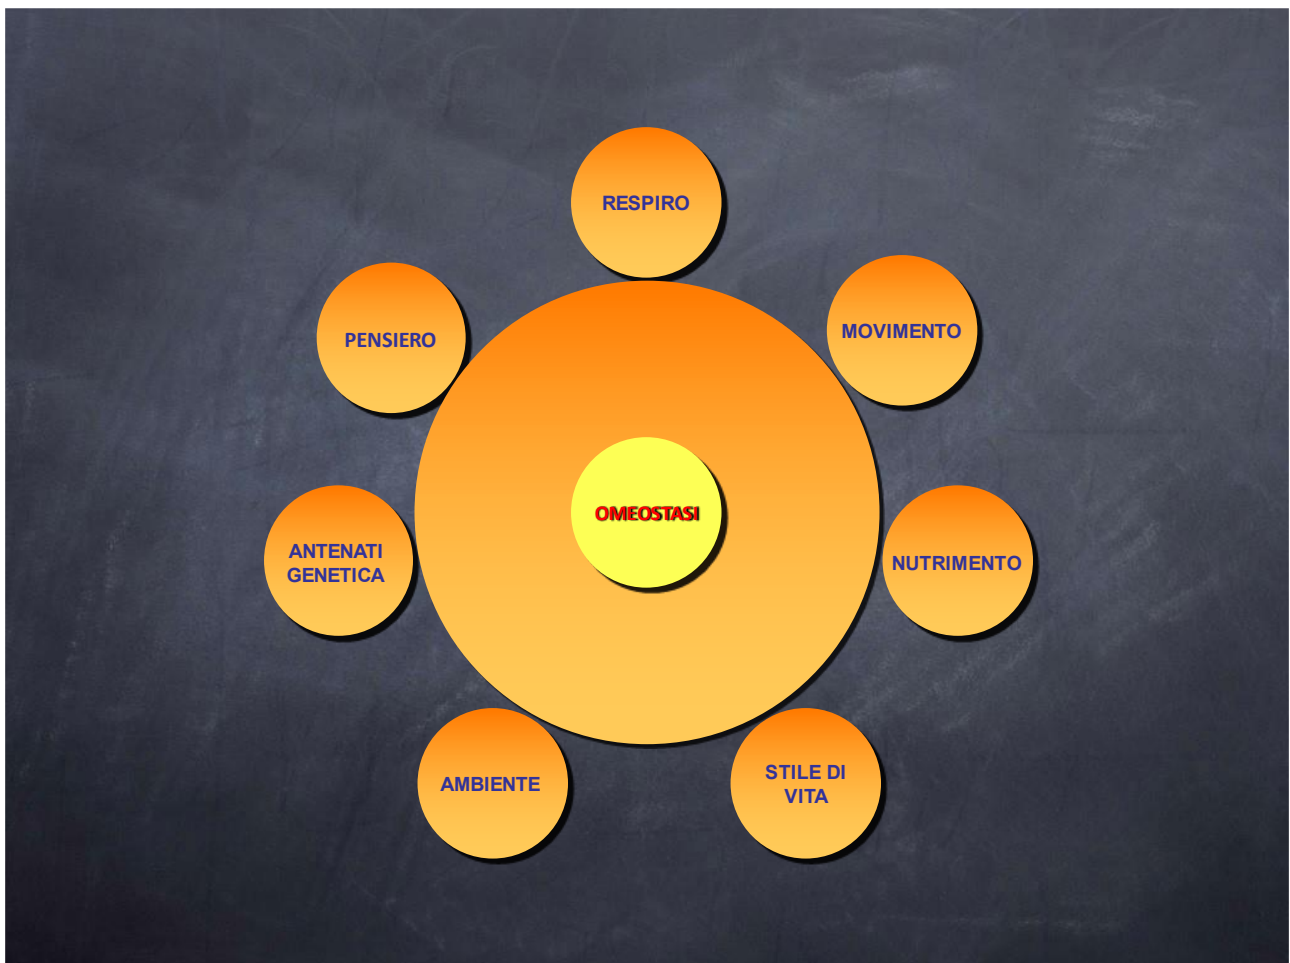 RESPIRO
PENSIERO
MOVIMENTO
OMEOSTASI
ANTENATI
GENETICA
NUTRIMENTO
AMBIENTE
STILE DI
VITA